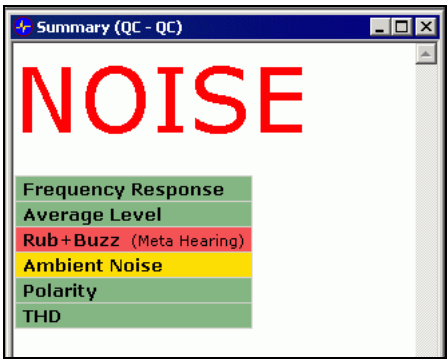 Summary (QC - QC)
NOISE
Frequency Response
Average Level
Rub+Buzz (Meta Hearing)
Ambient Noise
Polarity
THD